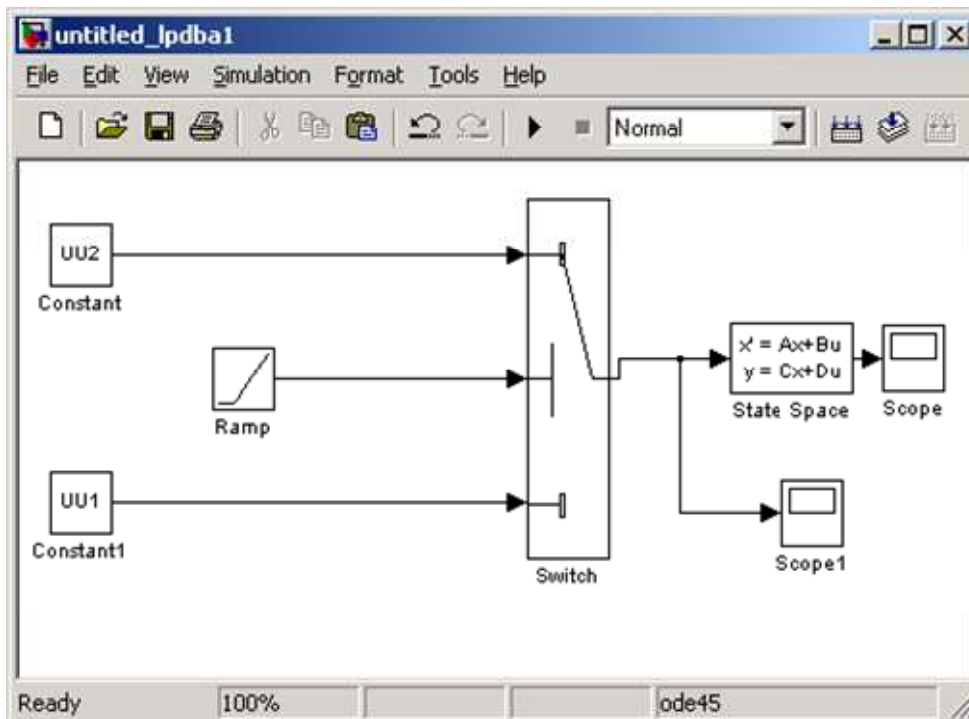 untitled_lpdba1
File Edit View Simulation Format Tools Help
Normal
UU2
Constant
Ramp
UU1
Constant1
Switch
x' = Ax+Bu
y = Cx+Du
State Space
Scope
Scope1
Ready 100% ode45